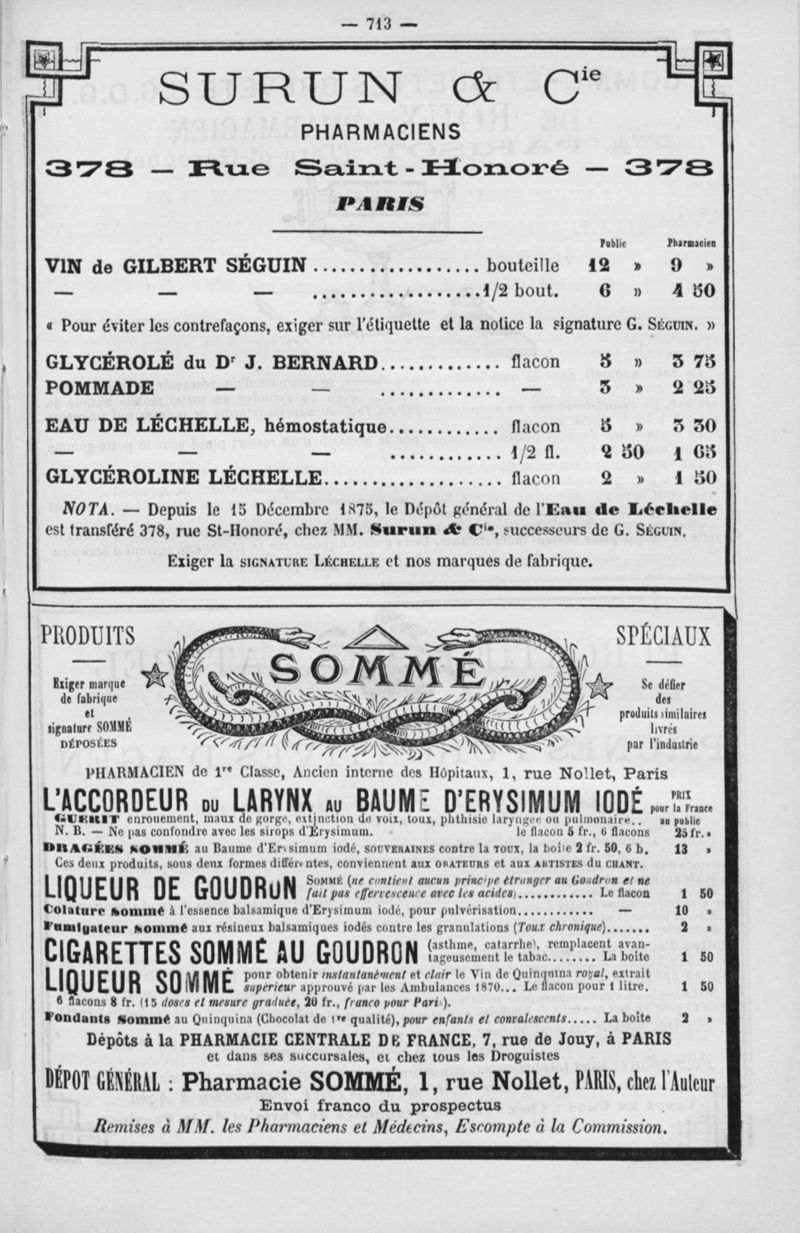 — 713 —
SURUN & Cie
PHARMACIENS
378 — Rue Saint-Honoré — 378
PARIS
Public Pharmacien
VIN de GILBERT SÉGUIN .................. bouteille 12 » 9 »
— — — ..................1/2 bout. 6 » 4 50
« Pour éviter les contrefaçons, exiger sur l'étiquette et la notice la signature G. SÉGUIN. »
GLYCÉROLÉ du Dr J. BERNARD............. flacon 5 » 3 75
POMMADE — — ............. — 3 » 2 25
EAU DE LÉCHELLE, hémostatique............ flacon 5 » 3 30
— — — ............ 1/2 fl. 2 50 1 65
GLYCÉROLINE LÉCHELLE.................... flacon 2 » 1 50
NOTA. — Depuis le 15 Décembre 1875, le Dépôt général de l'Eau de Léchelle
est transféré 378, rue St-Honoré, chez MM. Surun & Cie, successeurs de G. SÉGUIN.
Exiger la SIGNATURE LÉCHELLE et nos marques de fabrique.
PRODUITS SPÉCIAUX
SOMMÉ
Exiger marque
de fabrique
et
signature SOMMÉ
DÉPOSÉES
Se défier
des
produits similaires
livrés
par l'industrie
PHARMACIEN de 1re Classe, Ancien interne des Hôpitaux, 1, rue Nollet, Paris
L'ACCORDEUR DU LARYNX AU BAUME D'ERYSIMUM IODÉ PRIX pour la France
GUÉRIT enrouement, maux de gorge, extinction de voix, toux, phthisie laryngée ou pulmonaire.. au public
N. B. — Ne pas confondre avec les sirops d'Érysimum. le flacon 5 fr., 6 flacons 25 fr. »
DRAGÉES SOMMÉ au Baume d'Erysimum iodé, SOUVERAINES contre la TOUX, la boîte 2 fr. 50, 6 b. 13 »
Ces deux produits, sous deux formes différentes, conviennent aux ORATEURS et aux ARTISTES du CHANT.
LIQUEUR DE GOUDRON SOMMÉ (ne contient aucun principe étranger au Goudron et ne
fait pas effervescence avec les acides)............ Le flacon 1 50
Colature Sommé à l'essence balsamique d'Erysimum iodé, pour pulvérisation............ — 10 »
Fumigateur Sommé aux résineux balsamiques iodés contre les granulations (Toux chronique)....... 2 »
CIGARETTES SOMMÉ AU GOUDRON (asthme, catarrhe), remplacent avan-
tageusement le tabac........ La boîte 1 50
LIQUEUR SOMMÉ pour obtenir instantanément et clair le Vin de Quinquina royal, extrait
supérieur approuvé par les Ambulances 1870... Le flacon pour 1 litre. 1 50
6 flacons 8 fr. (15 doses et mesure graduée, 20 fr., franco pour Paris).
Fondants Sommé au Quinquina (Chocolat de 1re qualité), pour enfants et convalescents..... La boîte 2 »
Dépôts à la PHARMACIE CENTRALE DE FRANCE, 7, rue de Jouy, à PARIS
et dans ses succursales, et chez tous les Droguistes
DÉPOT GÉNÉRAL : Pharmacie SOMMÉ, 1, rue Nollet, PARIS, chez l'Auteur
Envoi franco du prospectus
Remises à MM. les Pharmaciens et Médecins, Escompte à la Commission.